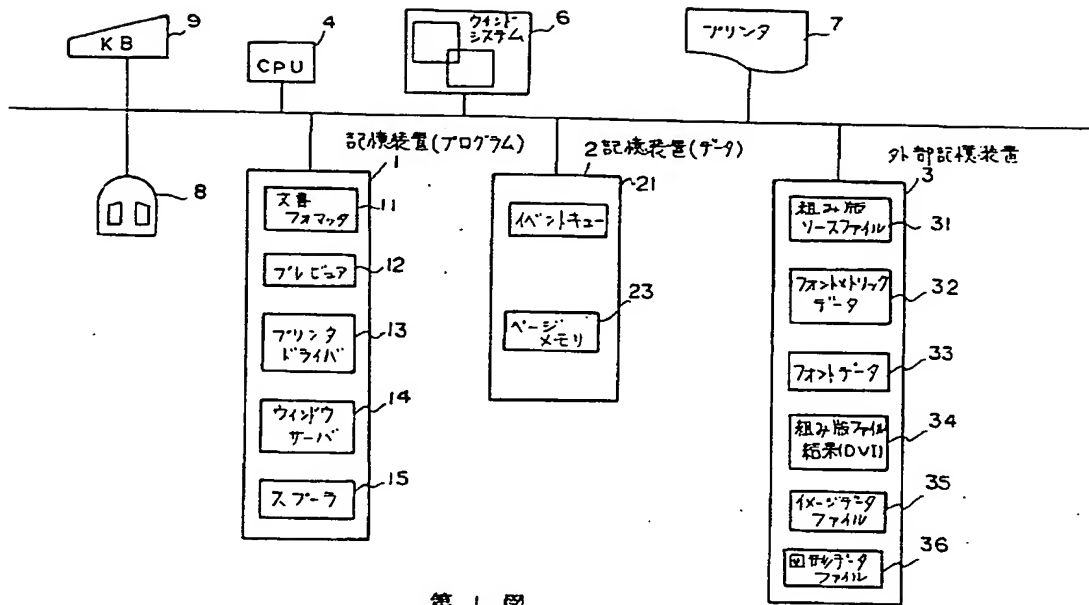 9
KB
4
CPU
ウインド
システム
6
プリンタ
7
8
記憶装置(プログラム)
1
文書
フォマッタ
11
プレビュア
12
プリンタ
ドライバ
13
ウィンドウ
サーバ
14
スプーラ
15
2記憶装置(データ)
21
イベントキュー
ページ
メモリ
23
外部記憶装置
3
組み版
ソースファイル
31
フォントメトリック
データ
32
フォントデータ
33
組み版ファイル
結果(DVI)
34
イメージデータ
ファイル
35
図形データ
ファイル
36
第1図